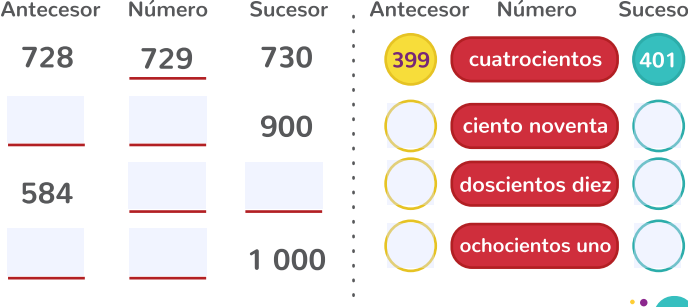 Antecesor Número Sucesor
728 729 730
900
584
1 000
Antecesor Número Suceso
399 cuatrocientos 401
ciento noventa
doscientos diez
ochocientos uno